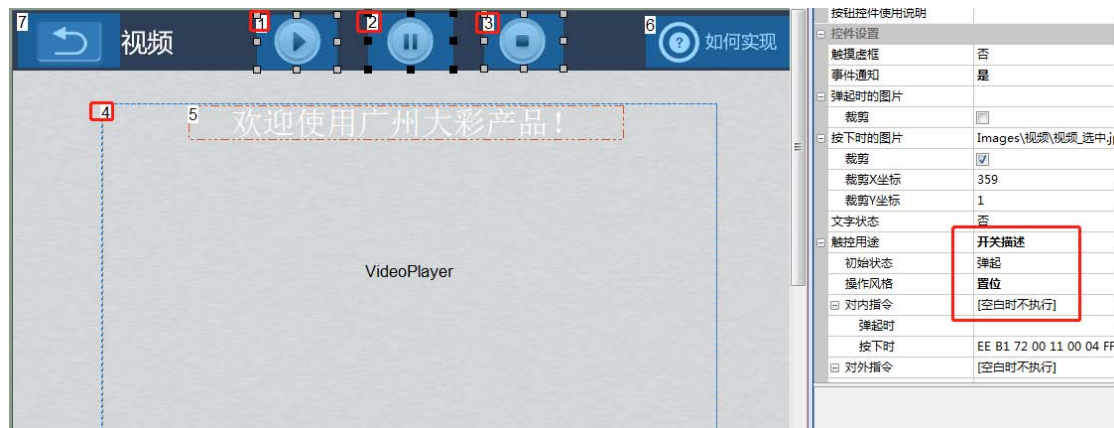 7 视频 1 2 3 6 ? 如何实现
4 5 欢迎使用广州大彩产品!
VideoPlayer
按钮控件使用说明
控件设置
触摸虚框 否
事件通知 是
弹起时的图片
裁剪
按下时的图片 Images\视频\视频_选中.j
裁剪
裁剪X坐标 359
裁剪Y坐标 1
文字状态 否
触控用途 开关描述
初始状态 弹起
操作风格 置位
对内指令 [空白时不执行]
弹起时
按下时 EE B1 72 00 11 00 04 FF
对外指令 [空白时不执行]